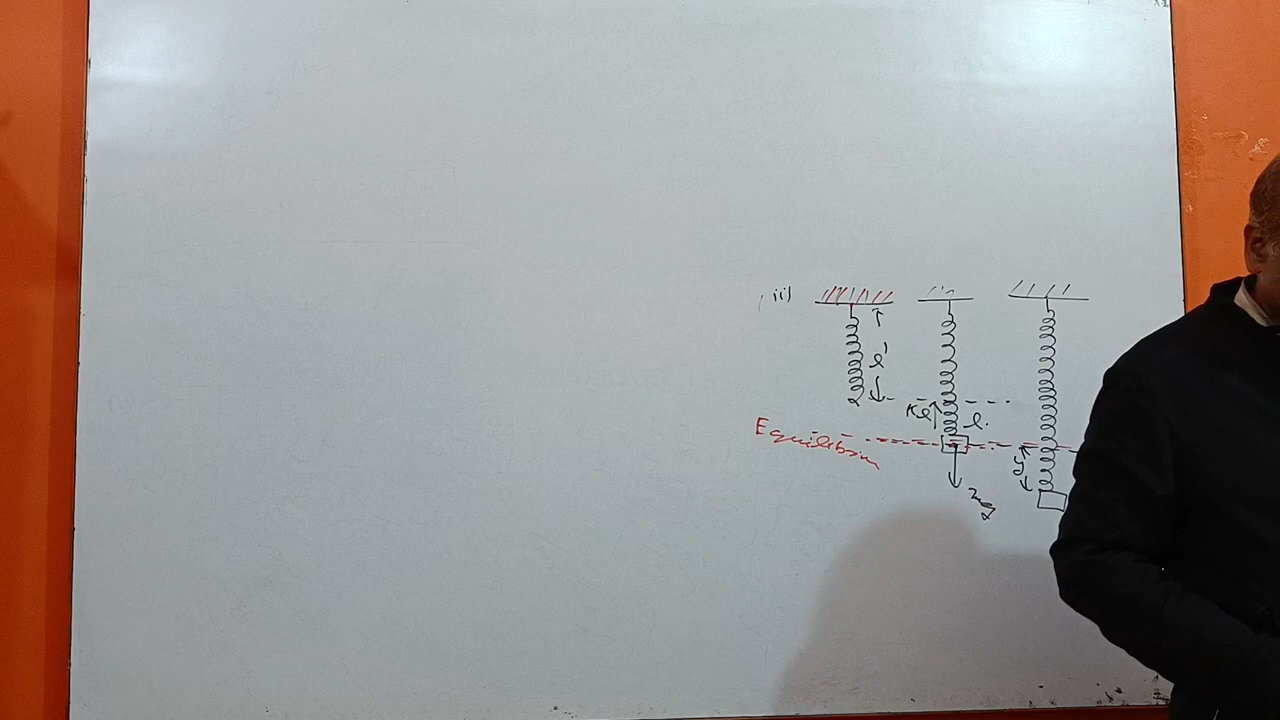 iii)
l'
Kl
l.
Equilibrium
y
mg